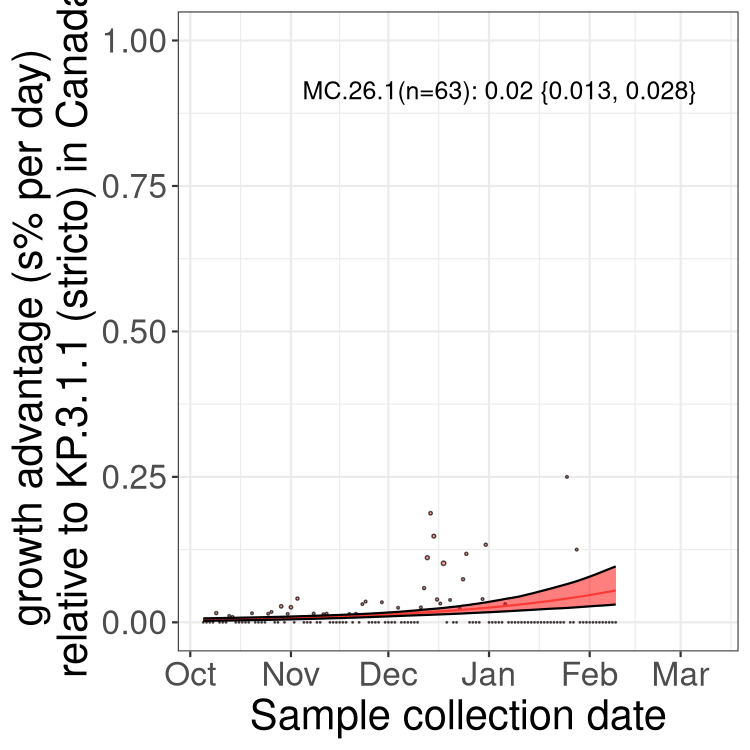 growth advantage (s% per day)
relative to KP.3.1.1 (stricto) in Canada
1.00
0.75
0.50
0.25
0.00
MC.26.1(n=63): 0.02 {0.013, 0.028}
Oct Nov Dec Jan Feb Mar
Sample collection date